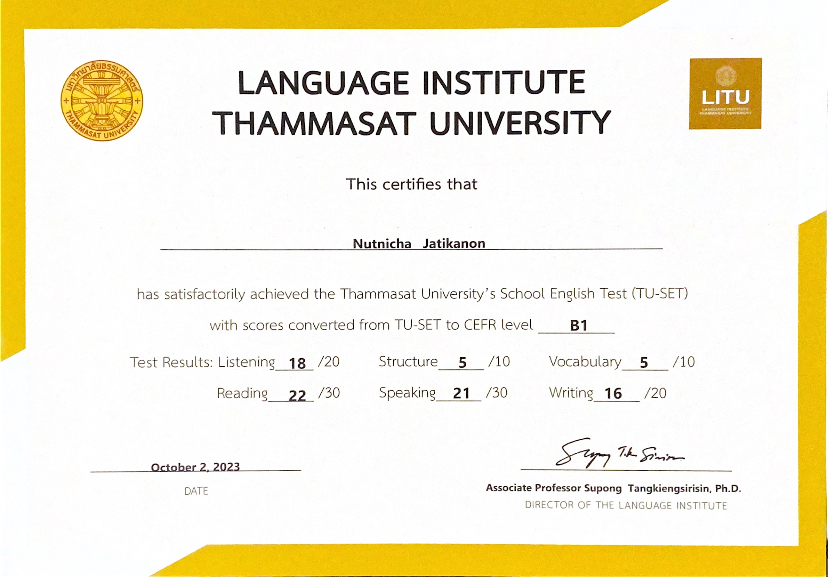 มหาวิทยาลัยธรรมศาสตร์
THAMMASAT UNIVERSITY
LANGUAGE INSTITUTE
THAMMASAT UNIVERSITY
LITU
LANGUAGE INSTITUTE
THAMMASAT UNIVERSITY
This certifies that
Nutnicha Jatikanon
has satisfactorily achieved the Thammasat University's School English Test (TU-SET)
with scores converted from TU-SET to CEFR level B1
Test Results: Listening 18 /20 Structure 5 /10 Vocabulary 5 /10
Reading 22 /30 Speaking 21 /30 Writing 16 /20
October 2, 2023
DATE
Associate Professor Supong Tangkiengsirisin, Ph.D.
DIRECTOR OF THE LANGUAGE INSTITUTE